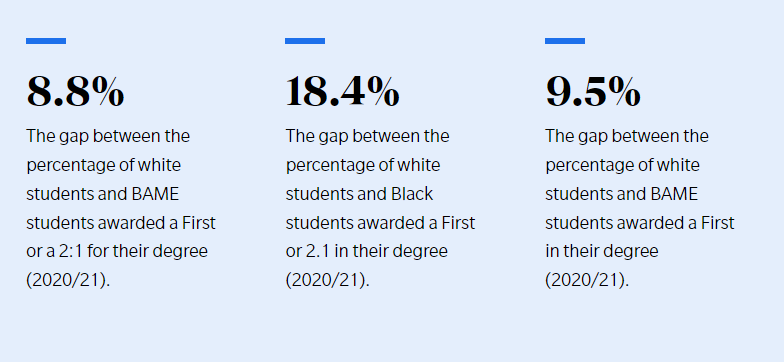 8.8%
The gap between the
percentage of white
students and BAME
students awarded a First
or a 2:1 for their degree
(2020/21).
18.4%
The gap between the
percentage of white
students and Black
students awarded a First
or 2.1 in their degree
(2020/21).
9.5%
The gap between the
percentage of white
students and BAME
students awarded a First
in their degree
(2020/21).